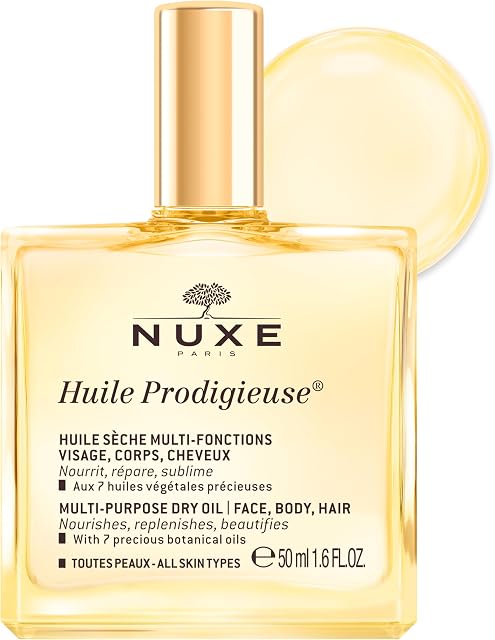 NUXE
PARIS
Huile Prodigieuse®
HUILE SÈCHE MULTI-FONCTIONS
VISAGE, CORPS, CHEVEUX
Nourrit, répare, sublime
■ Aux 7 huiles végétales précieuses
MULTI-PURPOSE DRY OIL | FACE, BODY, HAIR
Nourishes, replenishes, beautifies
■ With 7 precious botanical oils
■ TOUTES PEAUX - ALL SKIN TYPES ℮ 50 ml 1.6 FL.OZ.